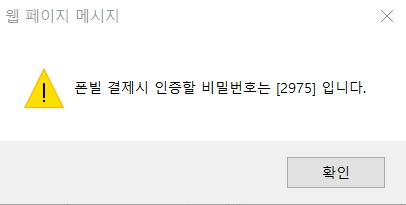 웹 페이지 메시지
폰빌 결제시 인증할 비밀번호는 [2975] 입니다.
확인